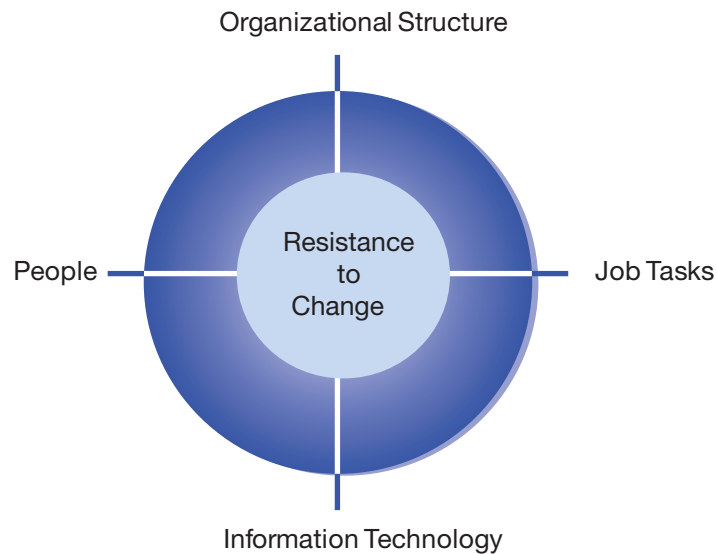 Organizational Structure
Resistance
to
Change
People
Job Tasks
Information Technology